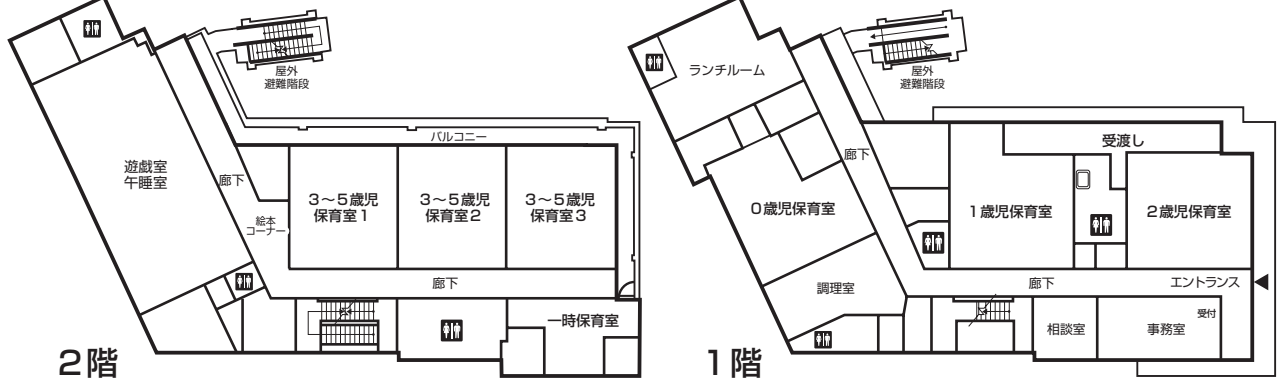 屋外
避難階段
バルコニー
遊戯室
午睡室
廊下
3～5歳児
保育室1
3～5歳児
保育室2
3～5歳児
保育室3
絵本
コーナー
廊下
一時保育室
2階
ランチルーム
屋外
避難階段
受渡し
廊下
0歳児保育室
1歳児保育室
2歳児保育室
調理室
廊下
エントランス
受付
相談室
事務室
1階